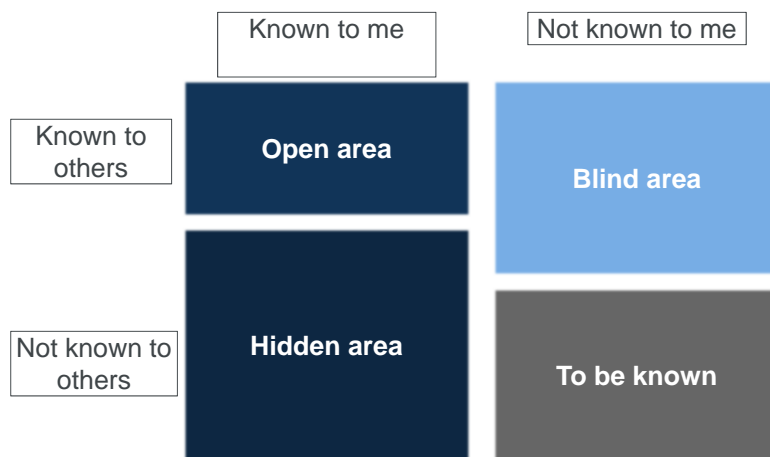 Known to me
Not known to me
Known to
others
Open area
Blind area
Not known to
others
Hidden area
To be known